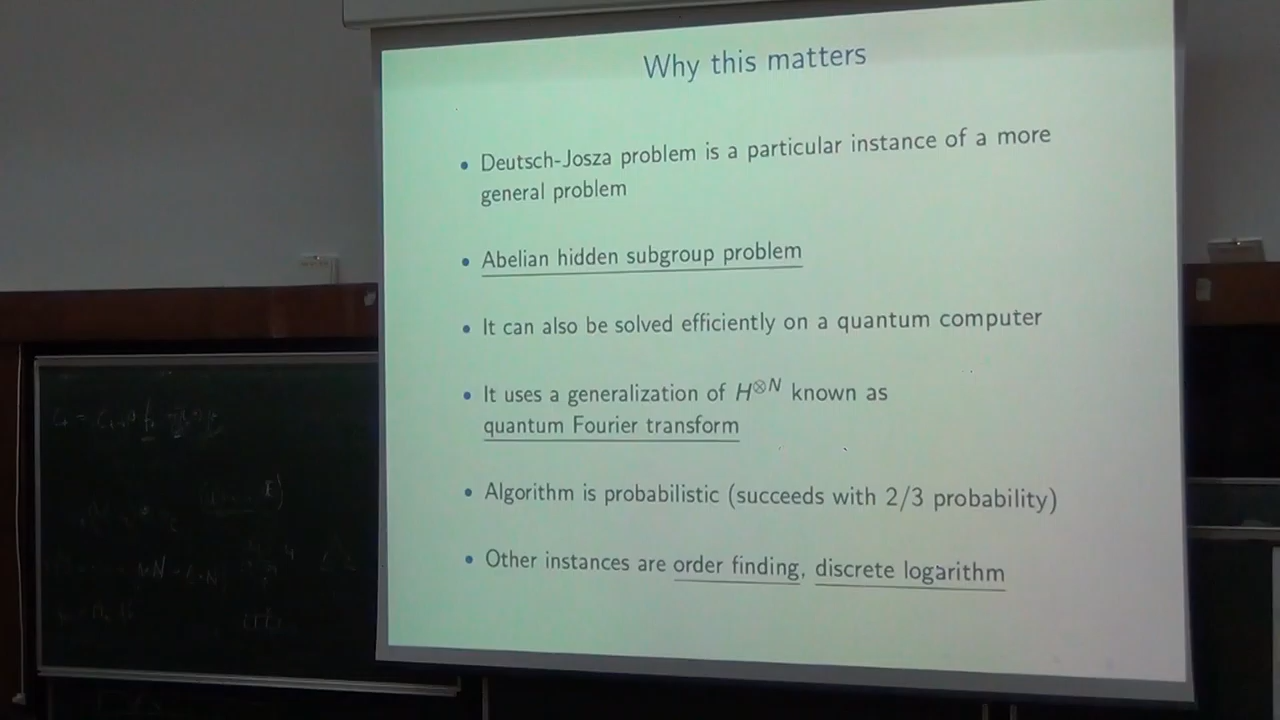 Why this matters
• Deutsch-Josza problem is a particular instance of a more
general problem
• Abelian hidden subgroup problem
• It can also be solved efficiently on a quantum computer
• It uses a generalization of H⊗N known as
quantum Fourier transform
• Algorithm is probabilistic (succeeds with 2/3 probability)
• Other instances are order finding, discrete logarithm